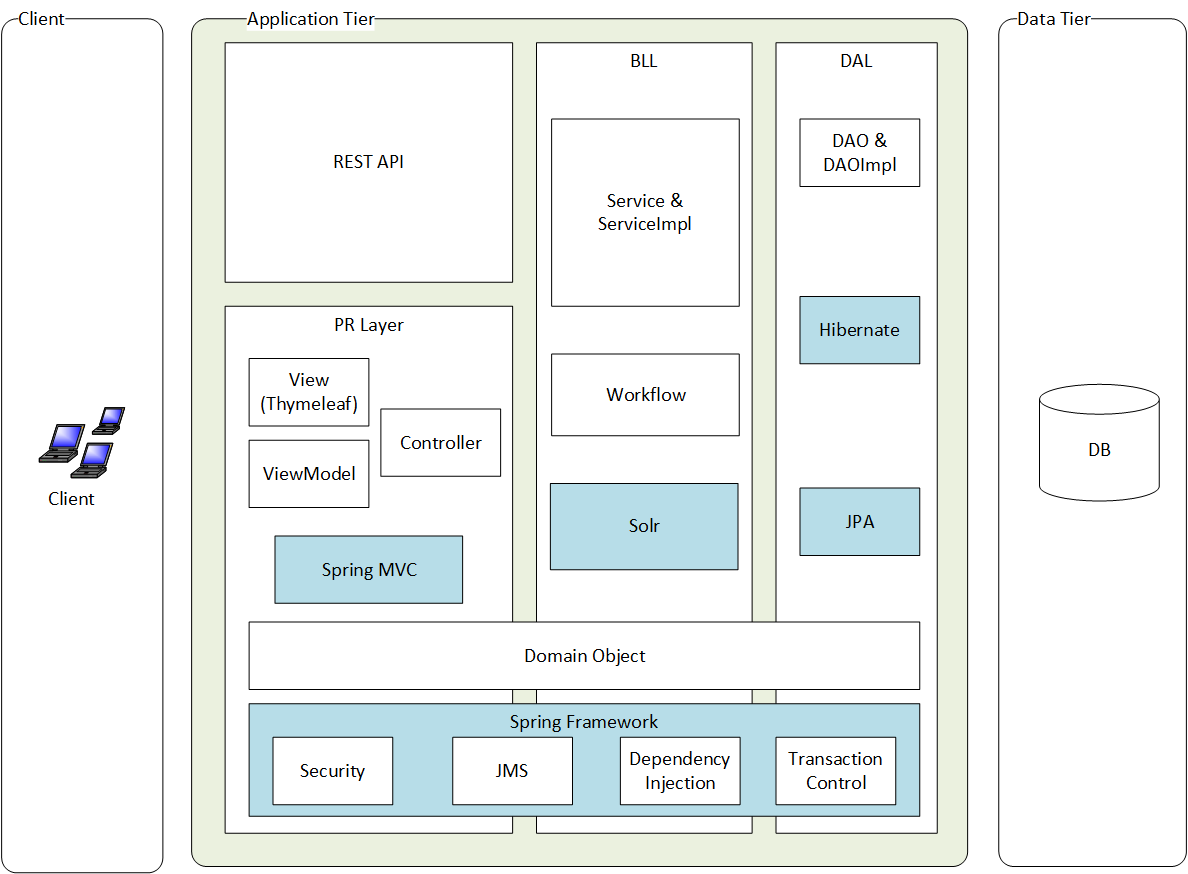 Client
Application Tier
Data Tier
REST API
BLL
DAL
Service &
ServiceImpl
DAO &
DAOImpl
PR Layer
View
(Thymeleaf)
Controller
ViewModel
Spring MVC
Workflow
Solr
Hibernate
JPA
Client
DB
Domain Object
Spring Framework
Security
JMS
Dependency
Injection
Transaction
Control